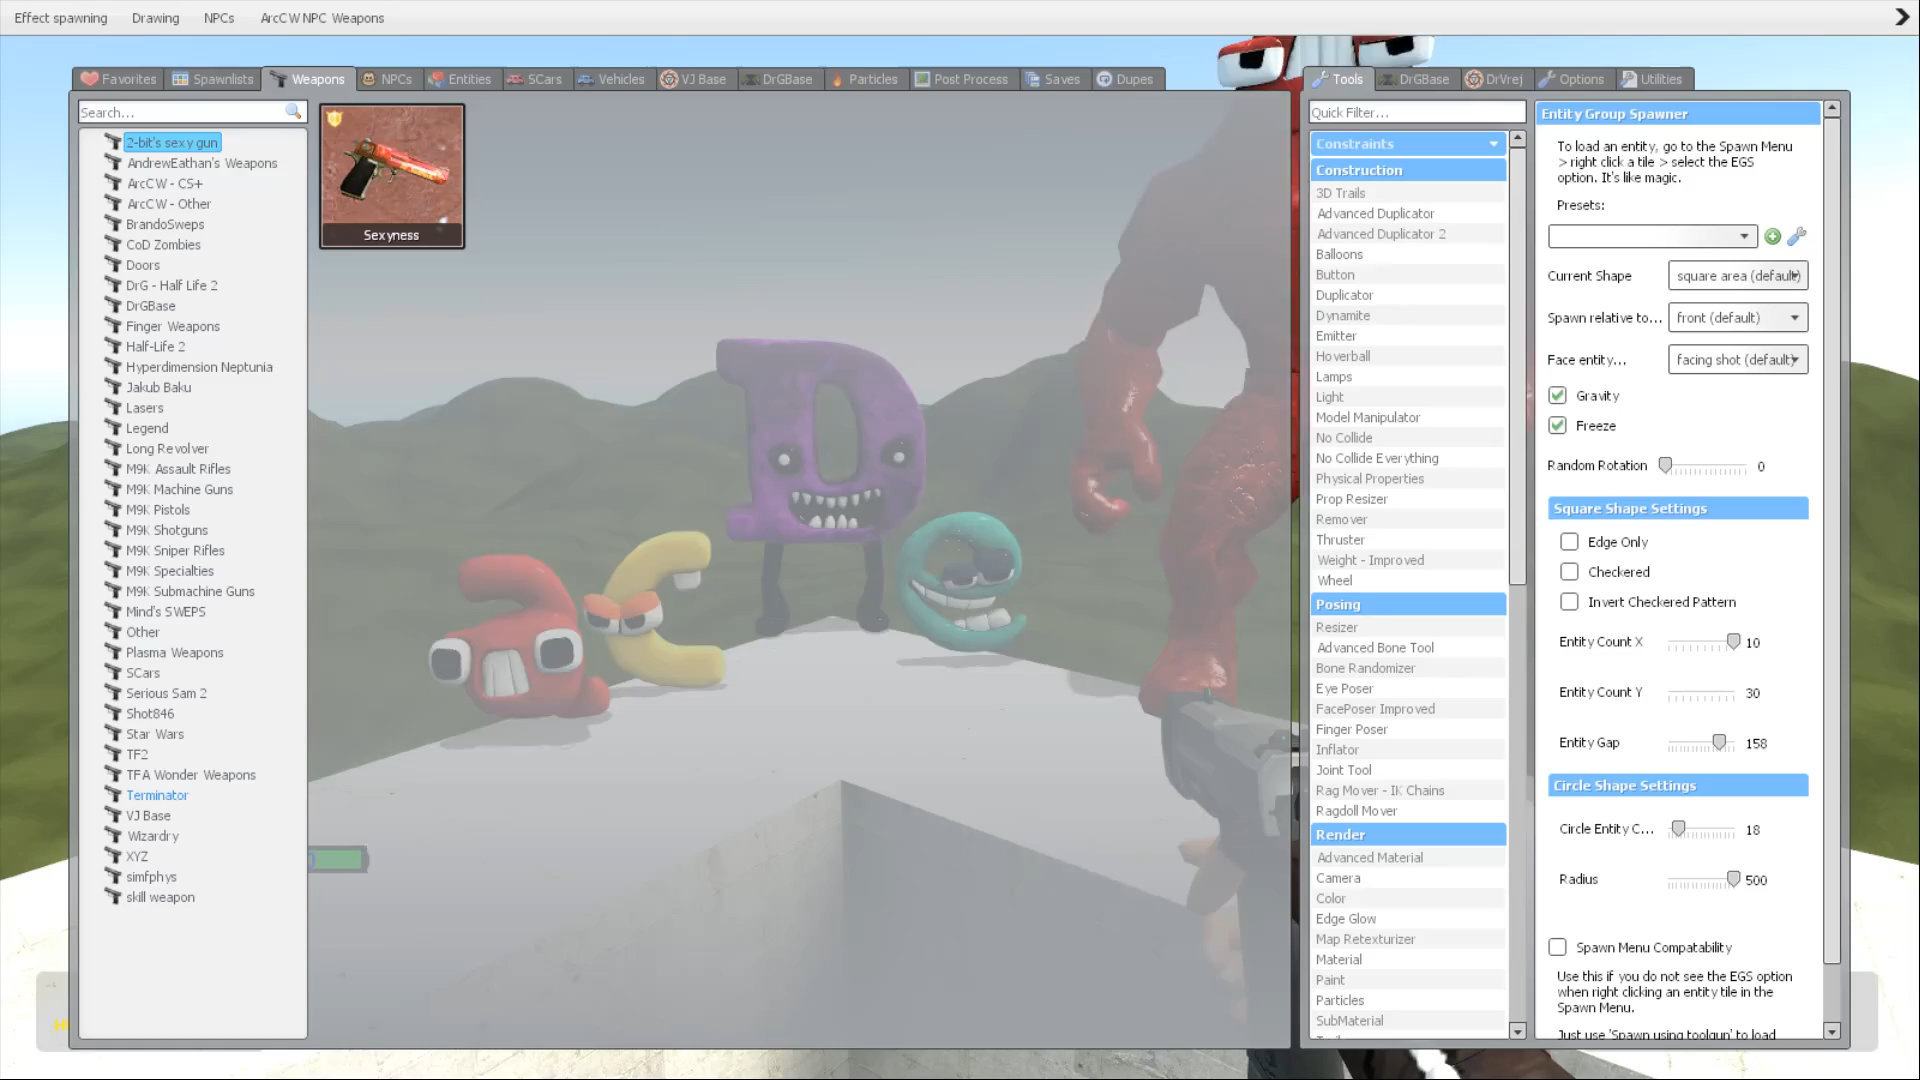 Effect spawning Drawing NPCs ArcCW NPC Weapons
Favorites Spawnlists Weapons NPCs Entities SCars Vehicles VJ Base DrGBase Particles Post Process Saves Dupes
Search...
2-bit's sexy gun
AndrewEathan's Weapons
ArcCW - CS+
ArcCW - Other
BrandoSweps
CoD Zombies
Doors
DrG - Half Life 2
DrGBase
Finger Weapons
Half-Life 2
Hyperdimension Neptunia
Jakub Baku
Lasers
Legend
Long Revolver
M9K Assault Rifles
M9K Machine Guns
M9K Pistols
M9K Shotguns
M9K Sniper Rifles
M9K Specialties
M9K Submachine Guns
Mind's SWEPS
Other
Plasma Weapons
SCars
Serious Sam 2
Shot846
Star Wars
TF2
TFA Wonder Weapons
Terminator
VJ Base
Wizardry
XYZ
simfphys
skill weapon
Sexyness
Tools DrGBase DrVrej Options Utilities
Quick Filter...
Constraints
Construction
3D Trails
Advanced Duplicator
Advanced Duplicator 2
Balloons
Button
Duplicator
Dynamite
Emitter
Hoverball
Lamps
Light
Model Manipulator
No Collide
No Collide Everything
Physical Properties
Prop Resizer
Remover
Thruster
Weight - Improved
Wheel
Posing
Resizer
Advanced Bone Tool
Bone Randomizer
Eye Poser
FacePoser Improved
Finger Poser
Inflator
Joint Tool
Rag Mover - IK Chains
Ragdoll Mover
Render
Advanced Material
Camera
Color
Edge Glow
Map Retexturizer
Material
Paint
Particles
SubMaterial
Entity Group Spawner
To load an entity, go to the Spawn Menu
> right click a tile > select the EGS
option. It's like magic.
Presets:
Current Shape square area (default)
Spawn relative to... front (default)
Face entity... facing shot (default)
Gravity
Freeze
Random Rotation 0
Square Shape Settings
Edge Only
Checkered
Invert Checkered Pattern
Entity Count X 10
Entity Count Y 30
Entity Gap 158
Circle Shape Settings
Circle Entity C... 18
Radius 500
Spawn Menu Compatability
Use this if you do not see the EGS option
when right clicking an entity tile in the
Spawn Menu.
Just use 'Spawn using toolgun' to load